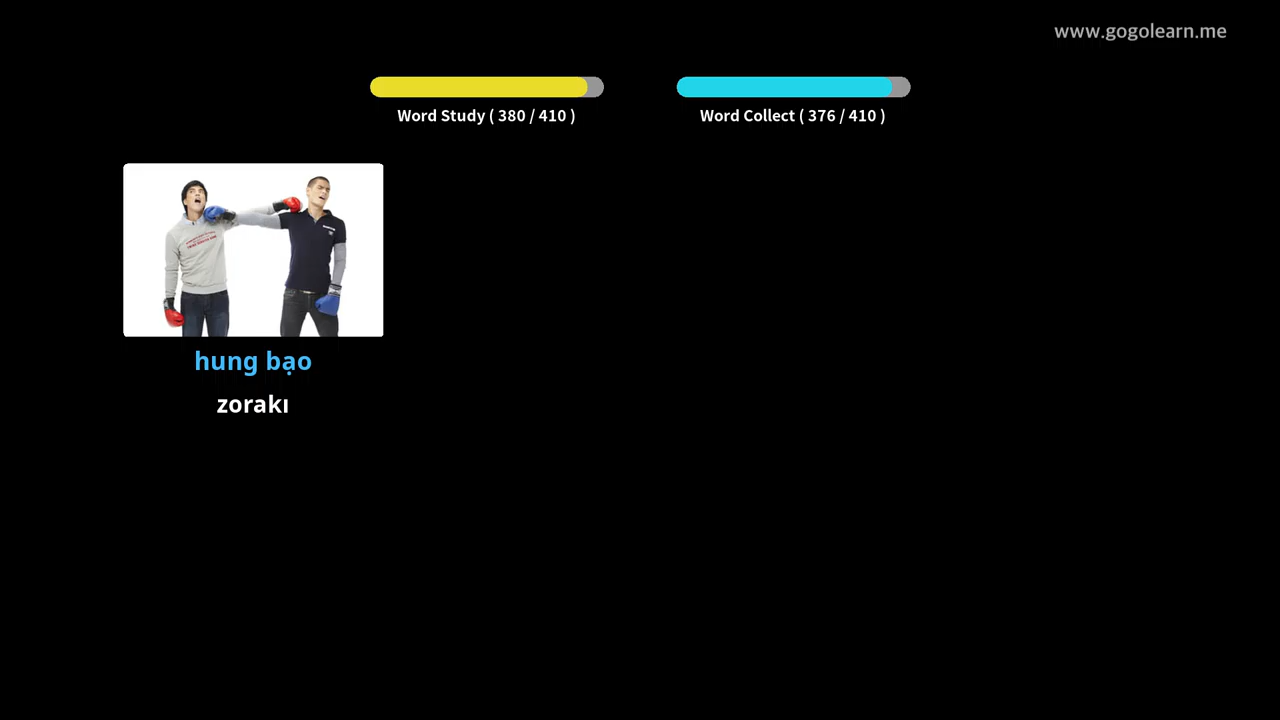 www.gogolearn.me
Word Study ( 380 / 410 )
Word Collect ( 376 / 410 )
hung bạo
zorakı